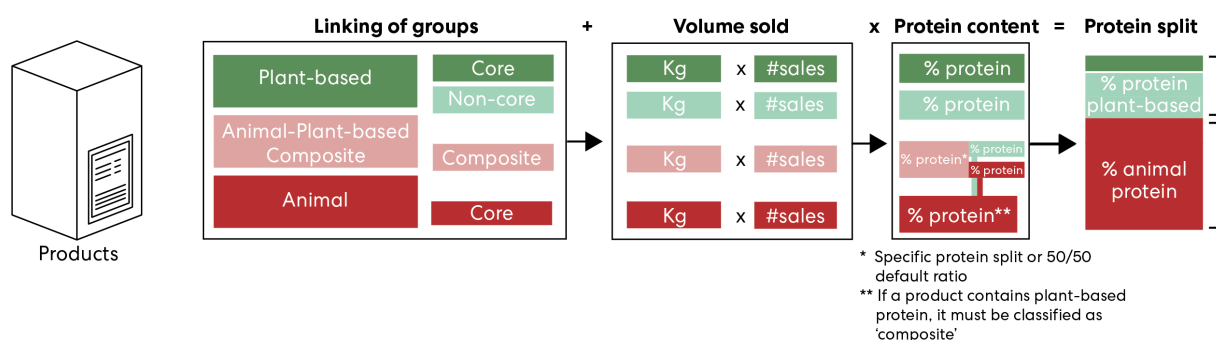 Linking of groups + Volume sold x Protein content = Protein split
Products
Plant-based
Core
Non-core
Animal-Plant-based
Composite
Composite
Animal
Core
Kg x #sales
Kg x #sales
Kg x #sales
Kg x #sales
% protein
% protein
% protein*
% protein
% protein
% protein**
* Specific protein split or 50/50
default ratio
** If a product contains plant-based
protein, it must be classified as
‘composite’
% protein
plant-based
% animal
protein